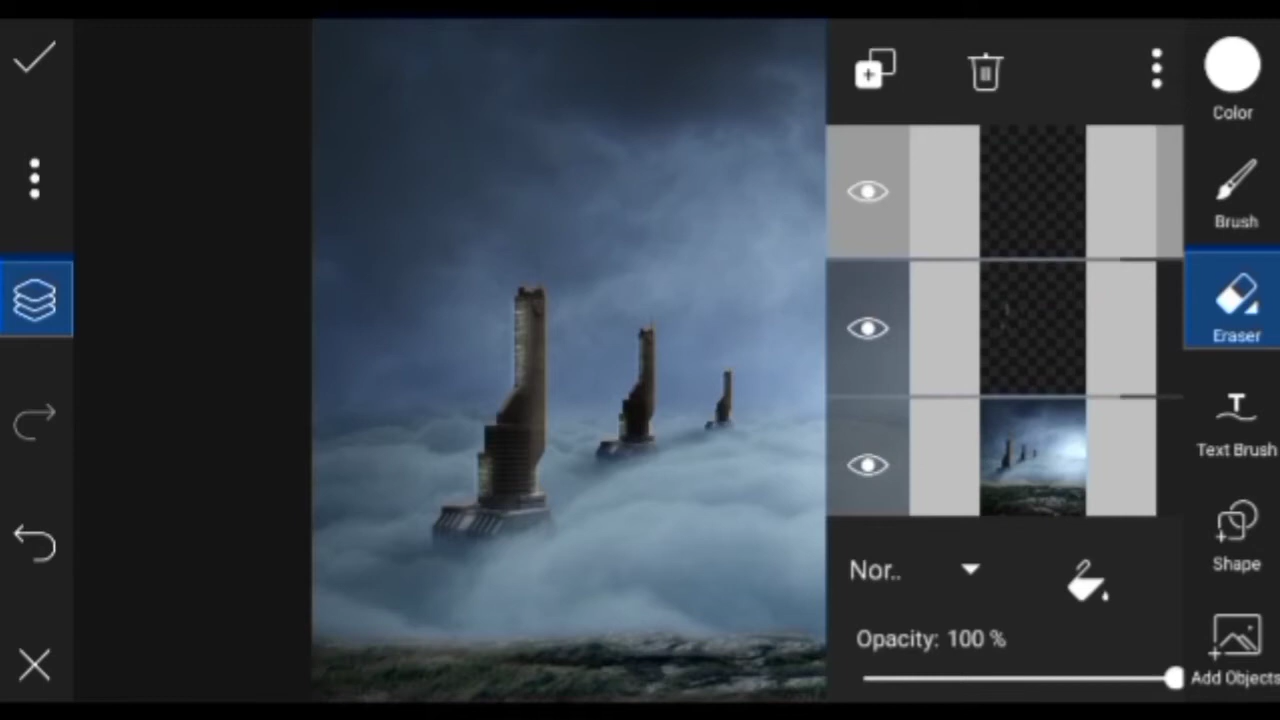 Color
Brush
Eraser
Text Brush
Shape
Add Objects
Nor..
Opacity: 100 %